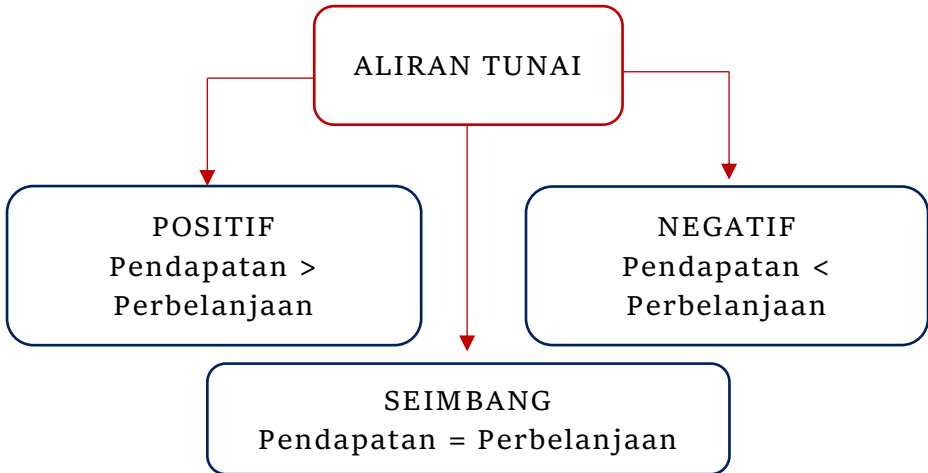 ALIRAN TUNAI
POSITIF
Pendapatan >
Perbelanjaan
NEGATIF
Pendapatan <
Perbelanjaan
SEIMBANG
Pendapatan = Perbelanjaan